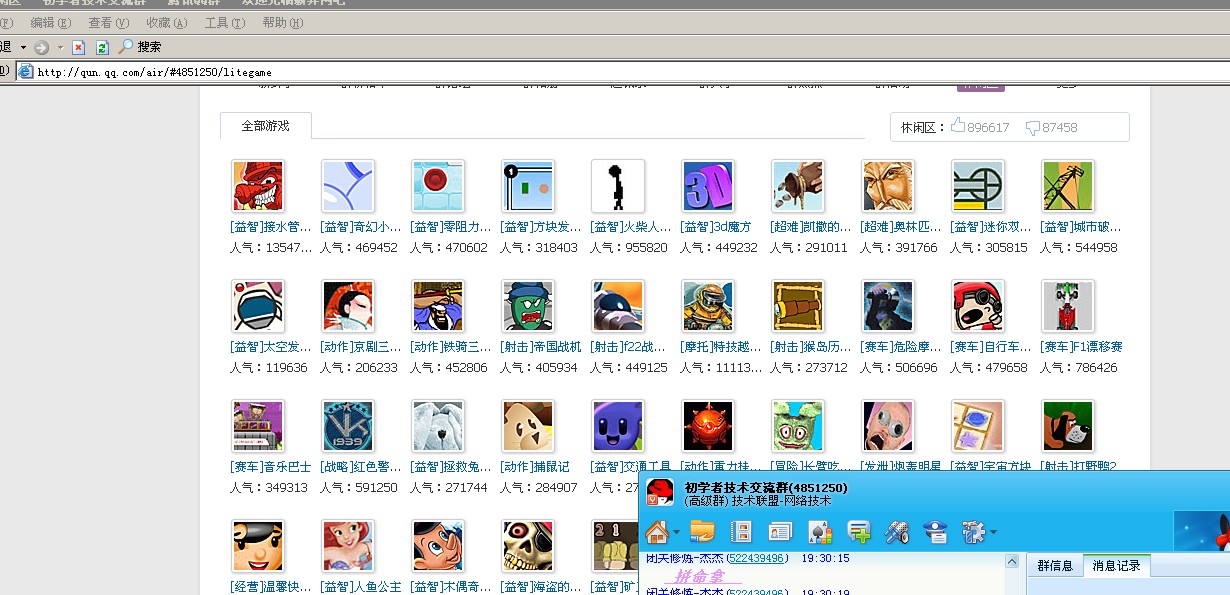 编辑(E) 查看(V) 收藏(A) 工具(T) 帮助(H)
退 搜索
http://qun.qq.com/air/#4851250/litegame
全部游戏 休闲区： 896617 87458
[益智]接水管... [益智]奇幻小... [益智]零阻力... [益智]方块发... [益智]火柴人... [益智]3d魔方 [超难]凯撒的... [超难]奥林匹... [益智]迷你双... [益智]城市破...
人气：13547... 人气：469452 人气：470602 人气：318403 人气：955820 人气：449232 人气：291011 人气：391766 人气：305815 人气：544958
[益智]太空发... [动作]京剧三... [动作]铁骑三... [射击]帝国战机 [射击]f22战... [摩托]特技越... [射击]猴岛历... [赛车]危险摩... [赛车]自行车... [赛车]F1漂移赛
人气：119636 人气：206233 人气：452806 人气：405934 人气：449125 人气：11113... 人气：273712 人气：506696 人气：479658 人气：786426
[赛车]音乐巴士 [战略]红色警... [益智]拯救兔... [动作]捕鼠记 [益智]交通工具 [动作]重力挂... [冒险]长臂吃... [发泄]炮轰明星 [益智]宇宙方块 [射击]打野鸭2
人气：349313 人气：591250 人气：271744 人气：284907 人气：27
初学者技术交流群(4851250)
(高级群) 技术联盟-网络技术
[经营]温馨快... [益智]人鱼公主 [益智]木偶奇... [益智]海盗的... [益智]矿
闭关修炼-杰杰(522439496) 19:30:15
拼命拿
闭关修炼-杰杰(522439496) 19:30:19
群信息 消息记录